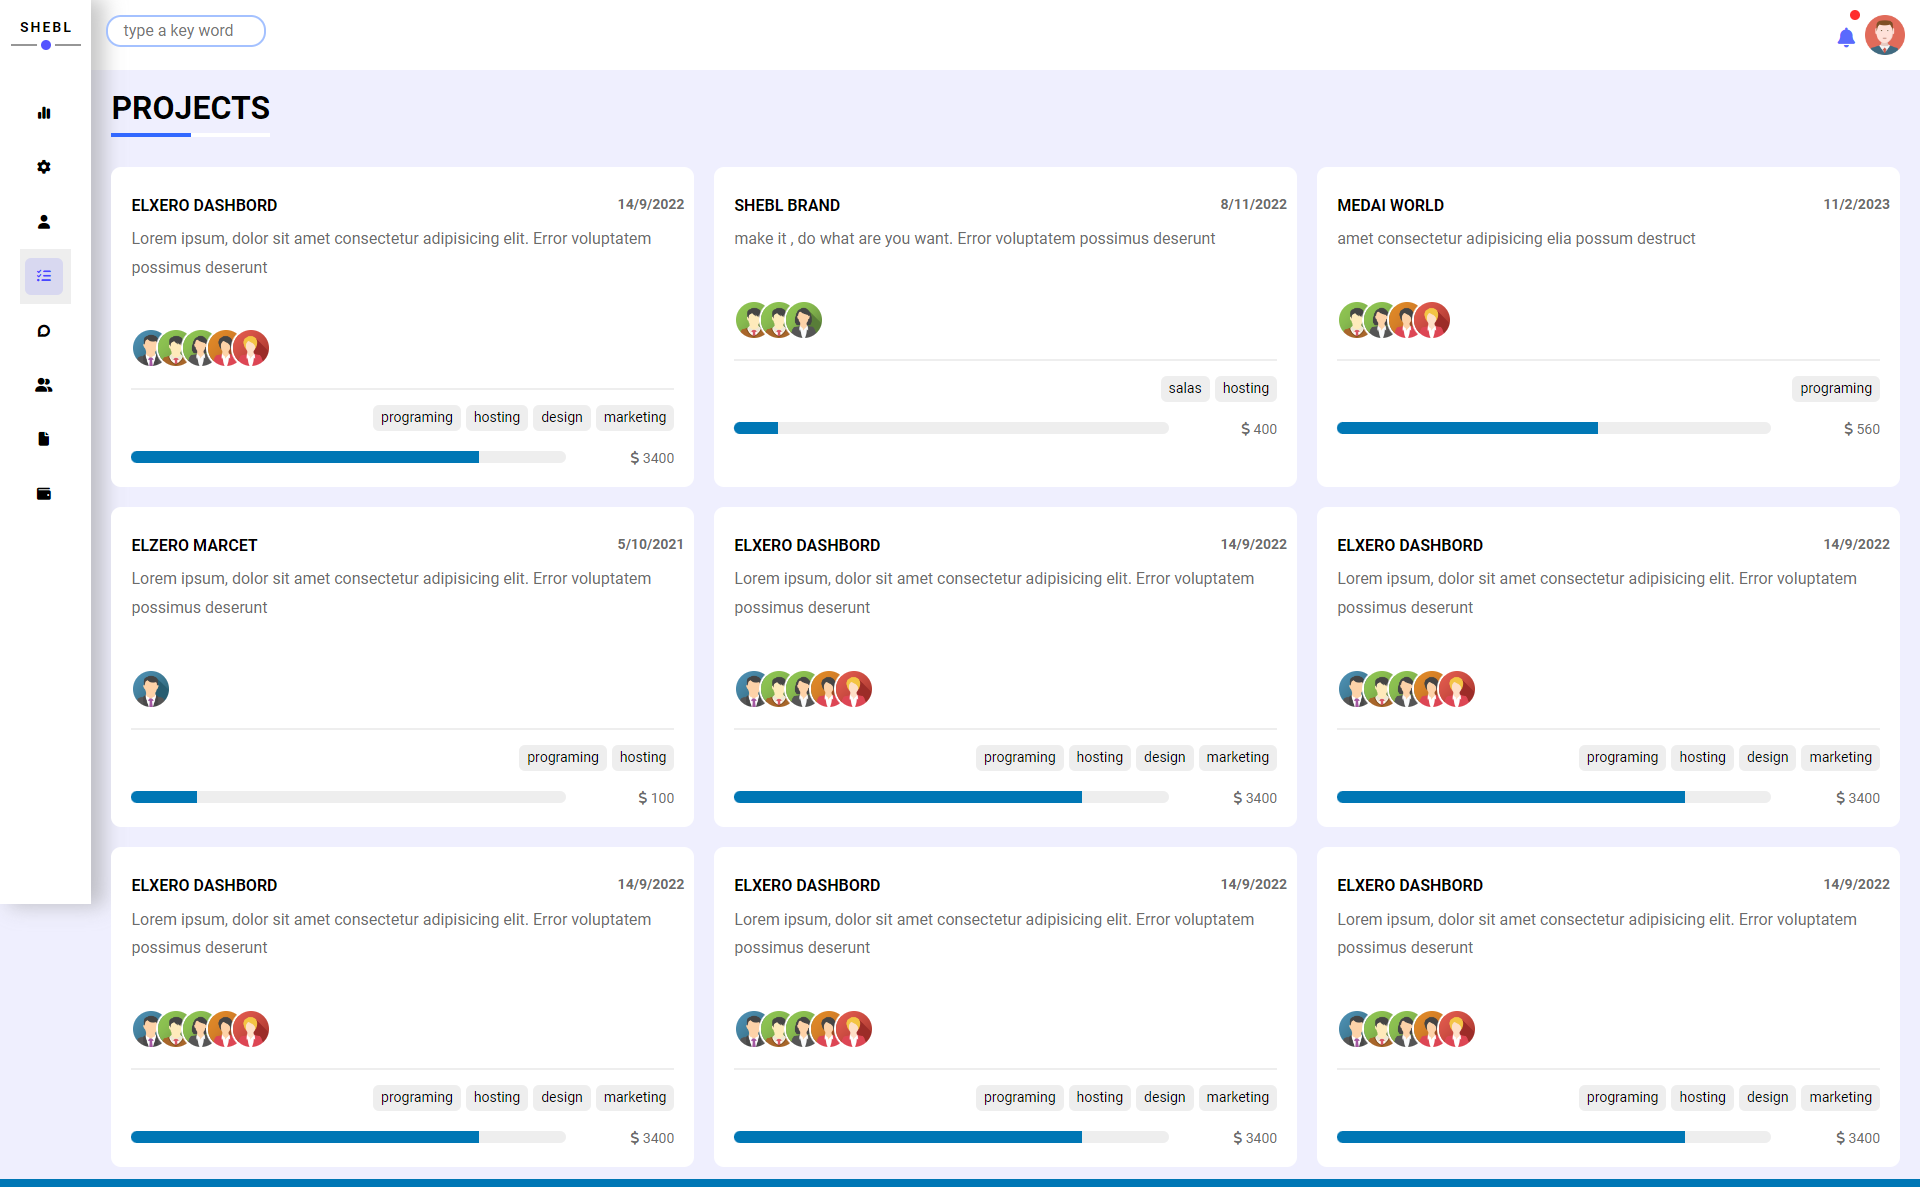 SHEBL
type a key word
PROJECTS
ELXERO DASHBORD 14/9/2022
Lorem ipsum, dolor sit amet consectetur adipisicing elit. Error voluptatem
possimus deserunt
programing hosting design marketing
$ 3400
SHEBL BRAND 8/11/2022
make it , do what are you want. Error voluptatem possimus deserunt
salas hosting
$ 400
MEDAI WORLD 11/2/2023
amet consectetur adipisicing elia possum destruct
programing
$ 560
ELZERO MARCET 5/10/2021
Lorem ipsum, dolor sit amet consectetur adipisicing elit. Error voluptatem
possimus deserunt
programing hosting
$ 100
ELXERO DASHBORD 14/9/2022
Lorem ipsum, dolor sit amet consectetur adipisicing elit. Error voluptatem
possimus deserunt
programing hosting design marketing
$ 3400
ELXERO DASHBORD 14/9/2022
Lorem ipsum, dolor sit amet consectetur adipisicing elit. Error voluptatem
possimus deserunt
programing hosting design marketing
$ 3400
ELXERO DASHBORD 14/9/2022
Lorem ipsum, dolor sit amet consectetur adipisicing elit. Error voluptatem
possimus deserunt
programing hosting design marketing
$ 3400
ELXERO DASHBORD 14/9/2022
Lorem ipsum, dolor sit amet consectetur adipisicing elit. Error voluptatem
possimus deserunt
programing hosting design marketing
$ 3400
ELXERO DASHBORD 14/9/2022
Lorem ipsum, dolor sit amet consectetur adipisicing elit. Error voluptatem
possimus deserunt
programing hosting design marketing
$ 3400